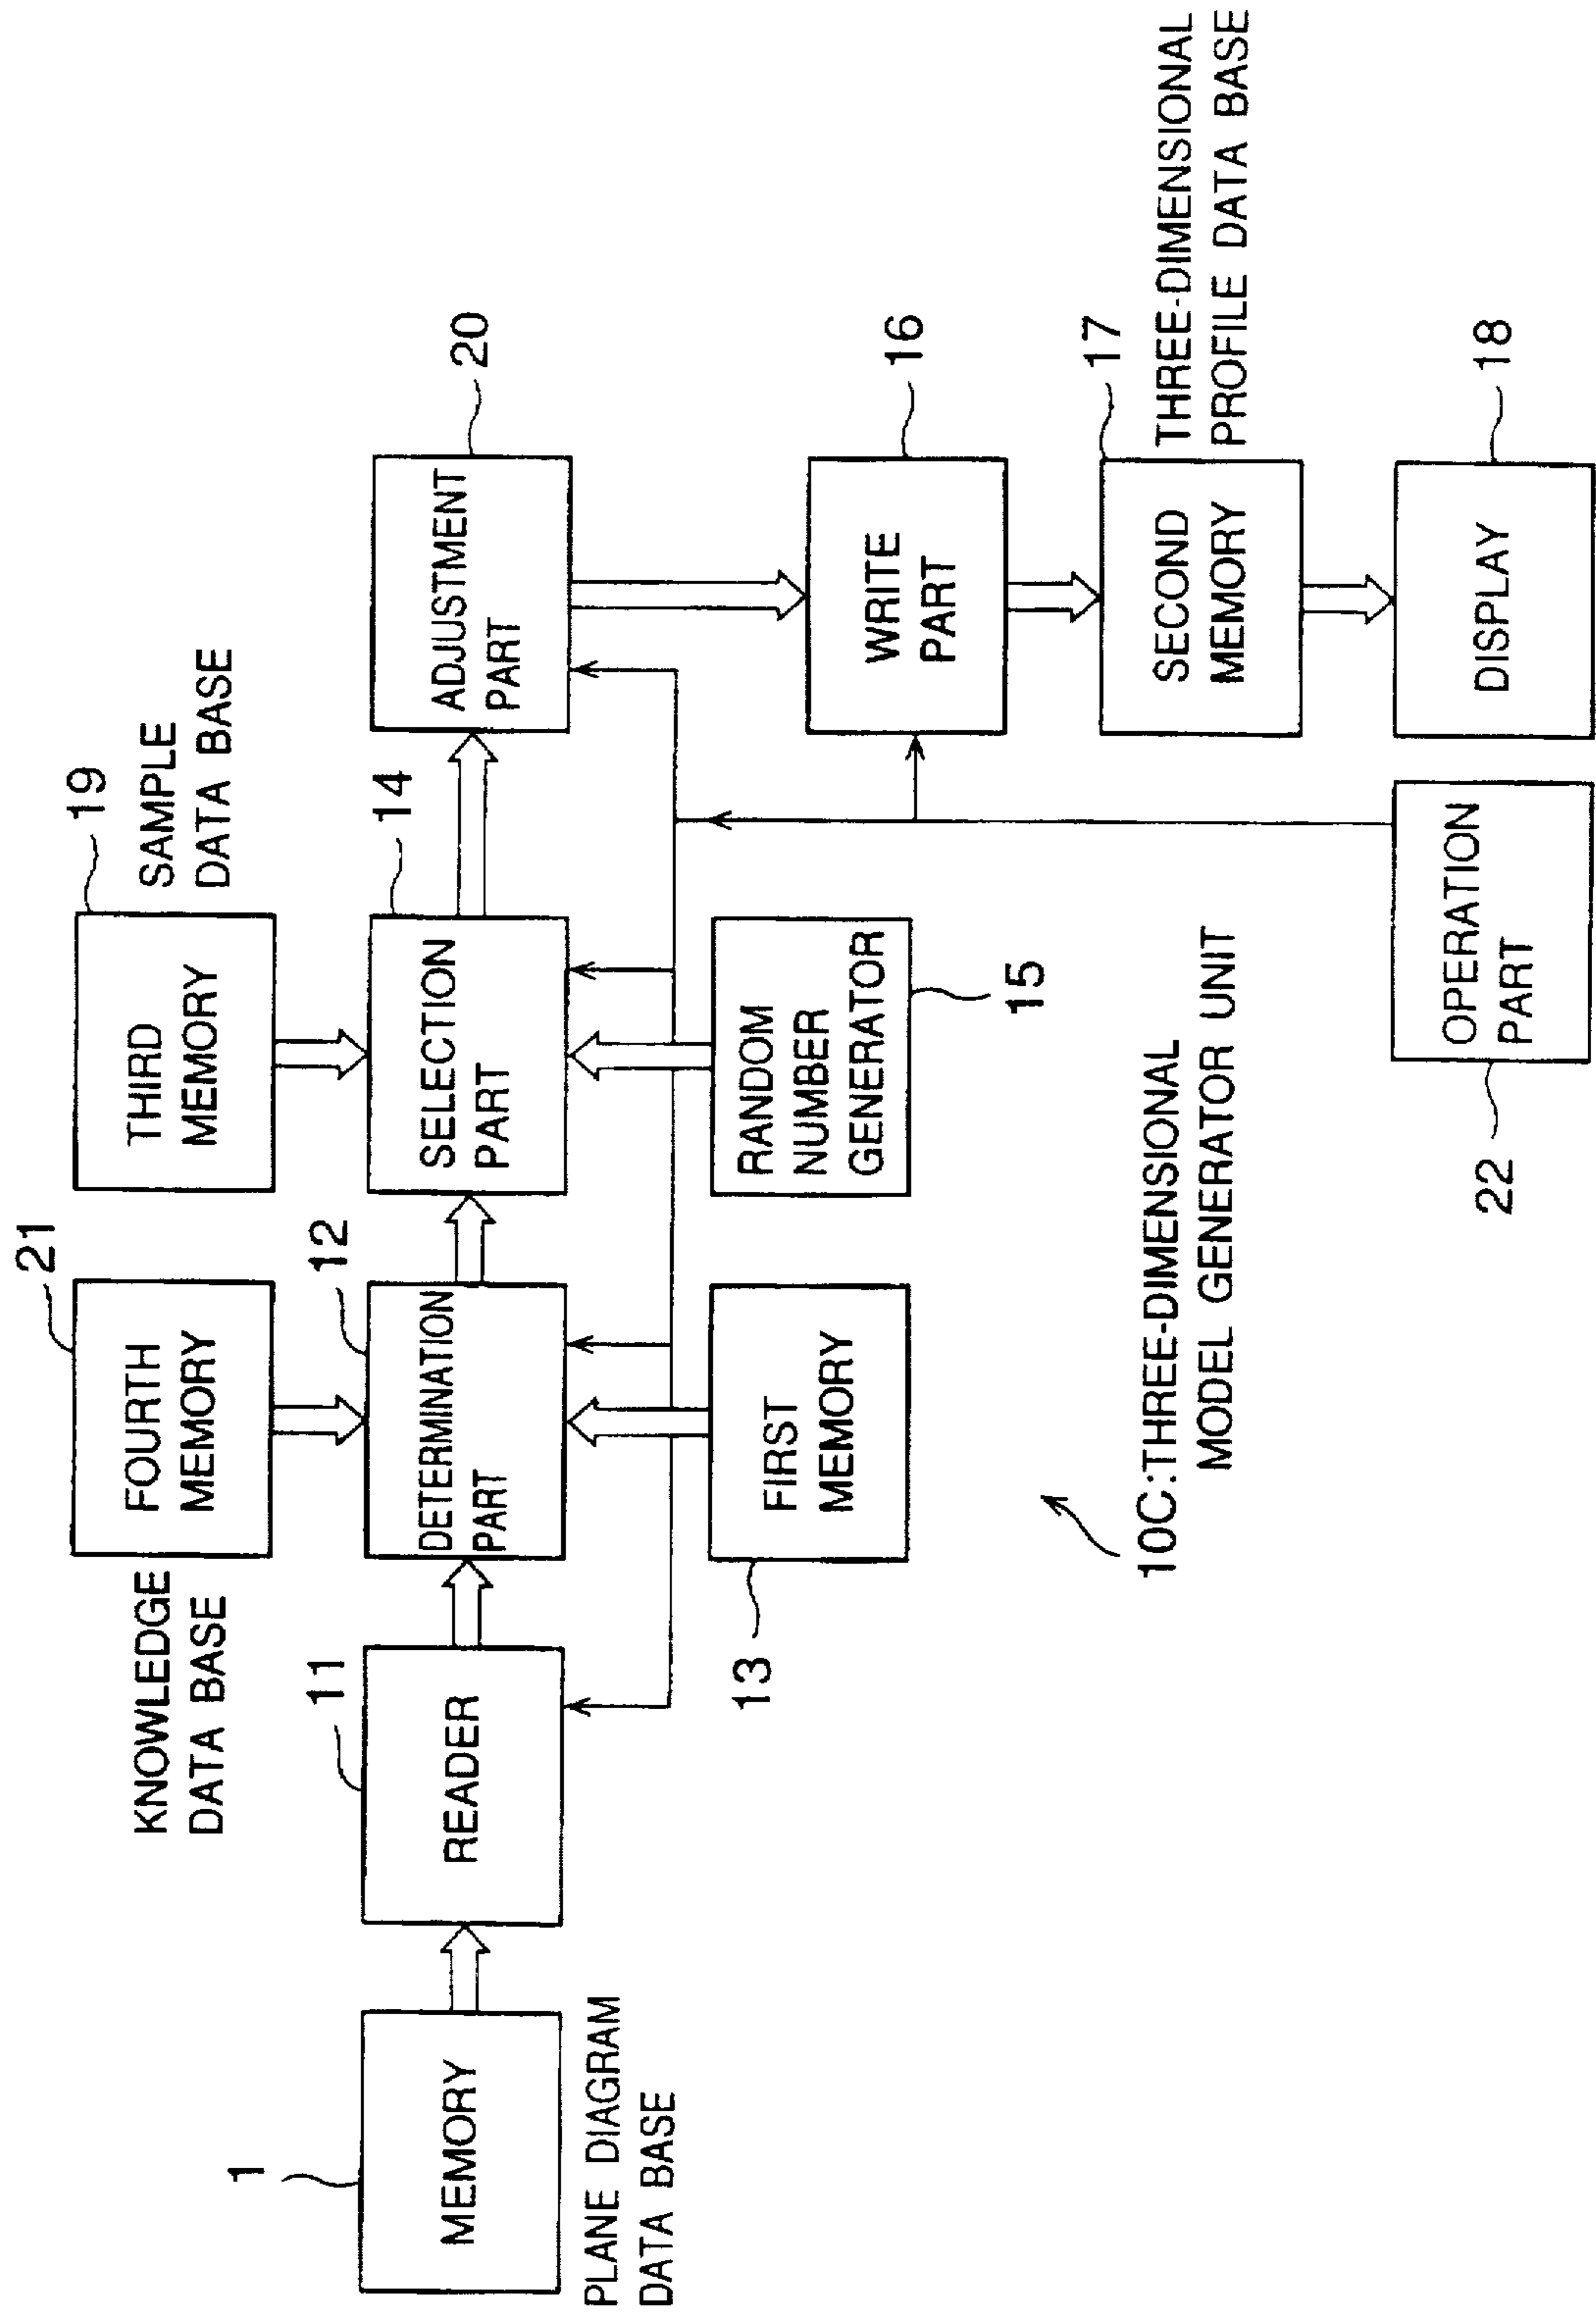 21
FOURTH
MEMORY
KNOWLEDGE
DATA BASE
19
THIRD
MEMORY
SAMPLE
DATA BASE
1
MEMORY
PLANE DIAGRAM
DATA BASE
11
READER
12
DETERMINATION
PART
14
SELECTION
PART
20
ADJUSTMENT
PART
13
FIRST
MEMORY
15
RANDOM
NUMBER
GENERATOR
16
WRITE
PART
17
SECOND
MEMORY
THREE-DIMENSIONAL
PROFILE DATA BASE
18
DISPLAY
22
OPERATION
PART
10C:THREE-DIMENSIONAL
MODEL GENERATOR UNIT